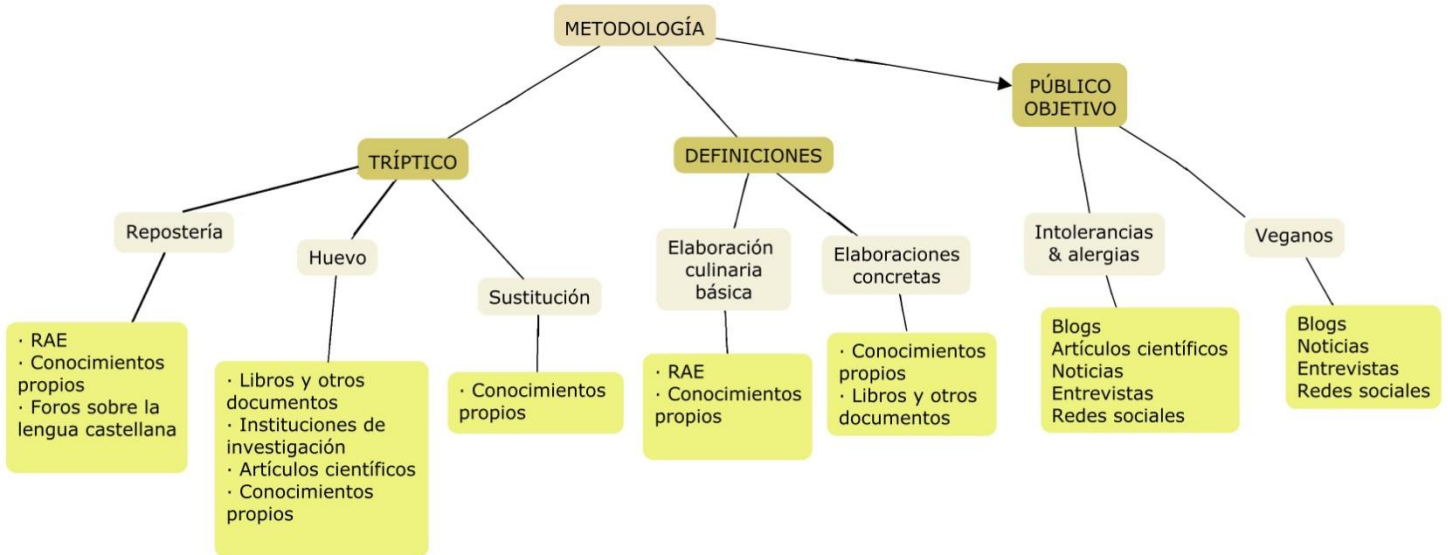 METODOLOGÍA
PÚBLICO
OBJETIVO
TRÍPTICO
DEFINICIONES
Repostería
Huevo
Sustitución
Elaboración
culinaria
básica
Elaboraciones
concretas
Intolerancias
& alergias
Veganos
· RAE
· Conocimientos
propios
· Foros sobre la
lengua castellana
· Libros y otros
documentos
· Instituciones de
investigación
· Artículos científicos
· Conocimientos
propios
· Conocimientos
propios
· RAE
· Conocimientos
propios
· Conocimientos
propios
· Libros y otros
documentos
Blogs
Artículos científicos
Noticias
Entrevistas
Redes sociales
Blogs
Noticias
Entrevistas
Redes sociales